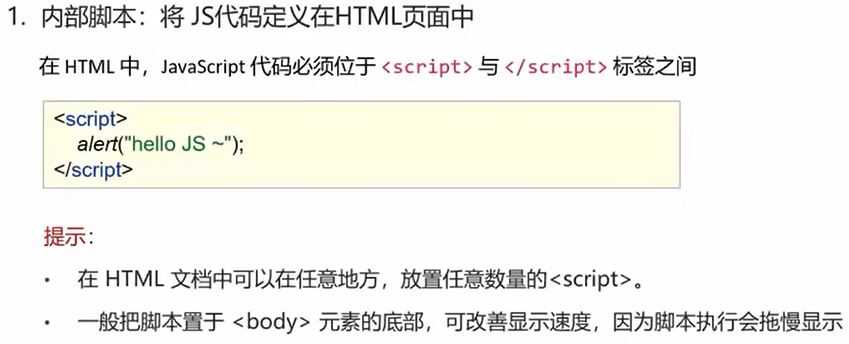 1. 内部脚本：将 JS代码定义在HTML页面中
在 HTML 中，JavaScript 代码必须位于 <script> 与 </script> 标签之间
<script>
alert("hello JS ~");
</script>
提示：
• 在 HTML 文档中可以在任意地方，放置任意数量的<script>。
• 一般把脚本置于 <body> 元素的底部，可改善显示速度，因为脚本执行会拖慢显示